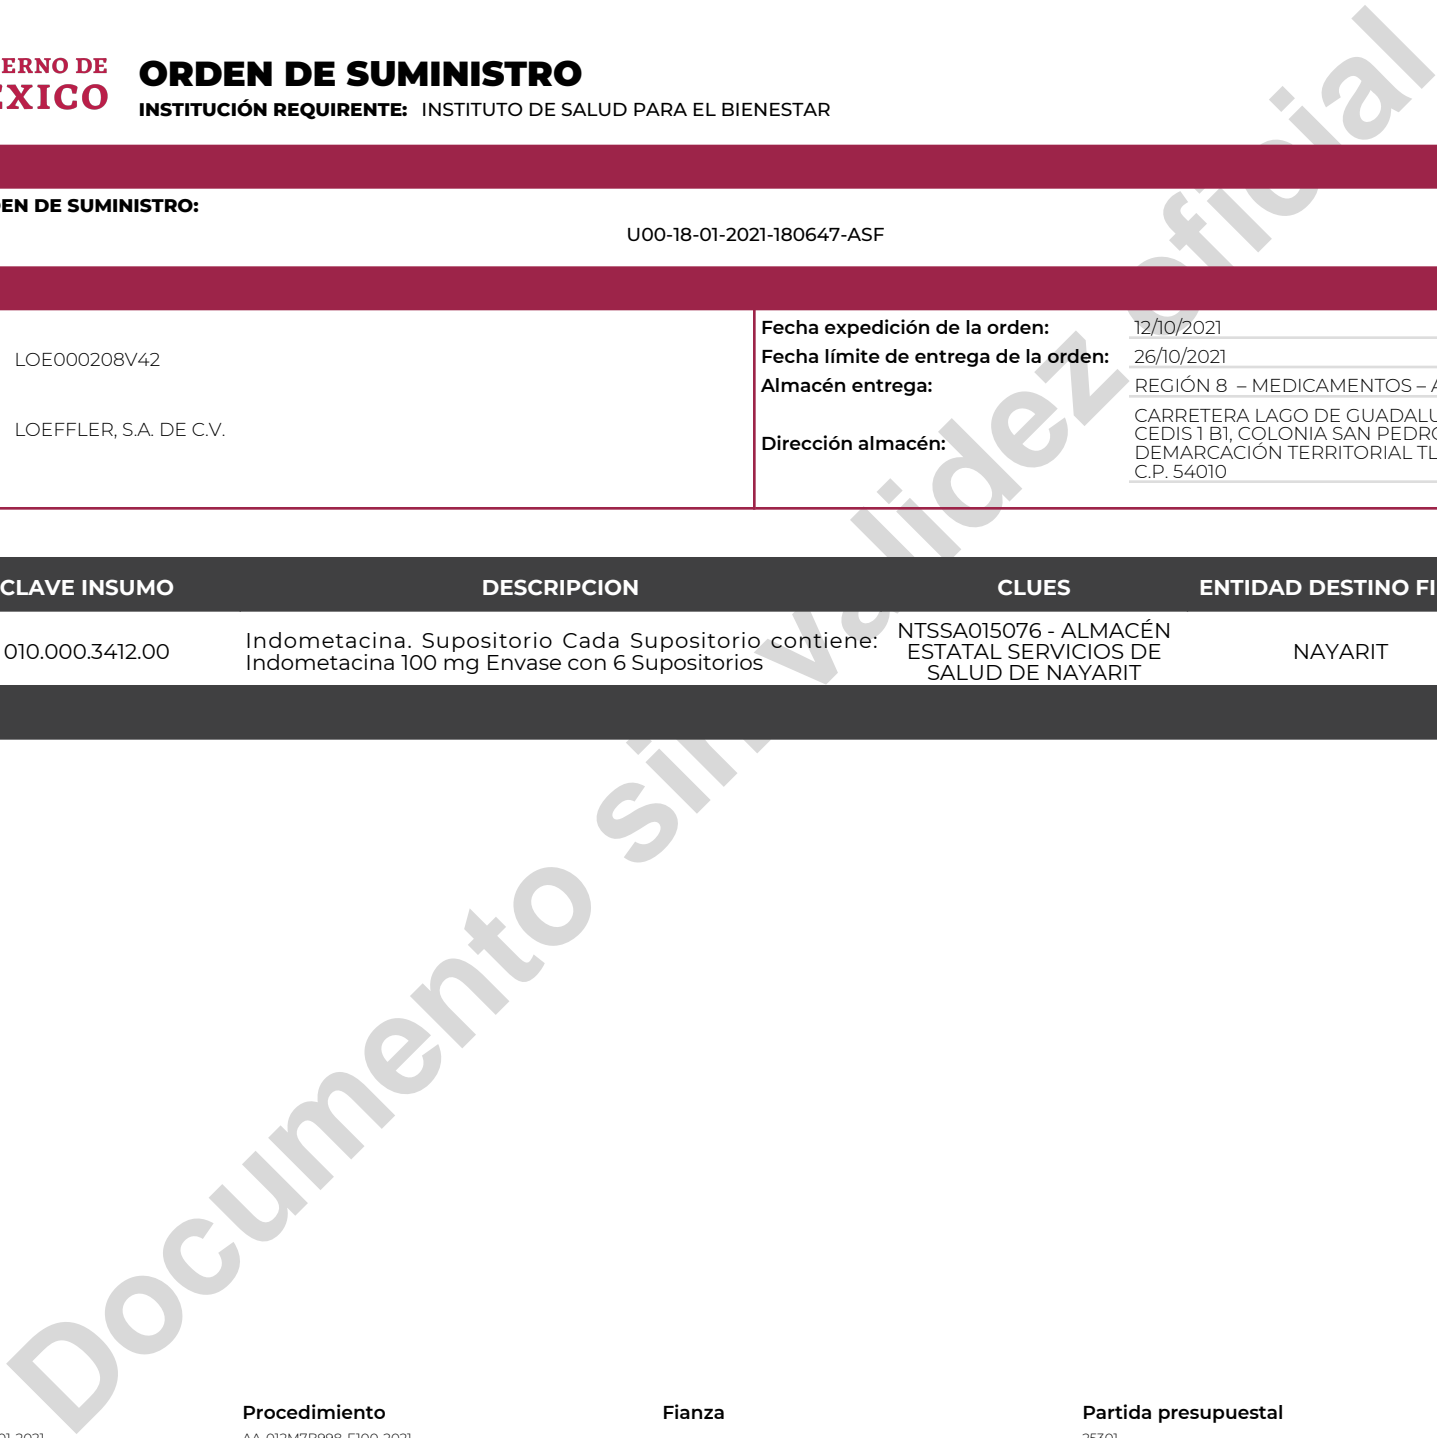 ERNO DE
ORDEN DE SUMINISTRO
INSTITUCIÓN REQUIRENTE: INSTITUTO DE SALUD PARA EL BIENESTAR
EN DE SUMINISTRO:
U00-18-01-2021-180647-ASF
LOE000208V42
LOEFFLER, S.A. DE C.V.
Fecha expedición de la orden: 12/10/2021
Fecha límite de entrega de la orden: 26/10/2021
Almacén entrega: REGIÓN 8 – MEDICAMENTOS – A
Dirección almacén:
CARRETERA LAGO DE GUADALU
CEDIS 1 B1, COLONIA SAN PEDRO
DEMARCACIÓN TERRITORIAL TL
C.P. 54010
CLAVE INSUMO DESCRIPCION CLUES ENTIDAD DESTINO FI
010.000.3412.00
Indometacina. Supositorio Cada Supositorio contiene:
Indometacina 100 mg Envase con 6 Supositorios
NTSSA015076 - ALMACÉN
ESTATAL SERVICIOS DE
SALUD DE NAYARIT
NAYARIT
Documento sin validez oficial
Procedimiento Fianza Partida presupuestal